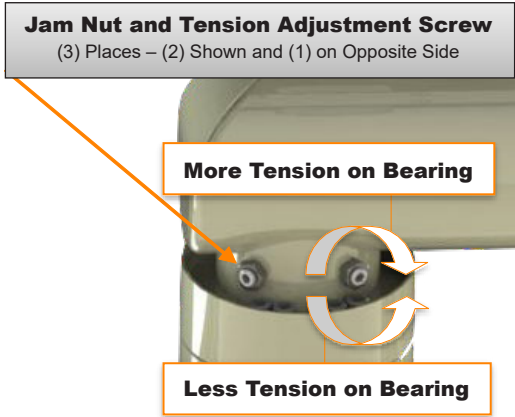 Jam Nut and Tension Adjustment Screw
(3) Places – (2) Shown and (1) on Opposite Side
More Tension on Bearing
Less Tension on Bearing